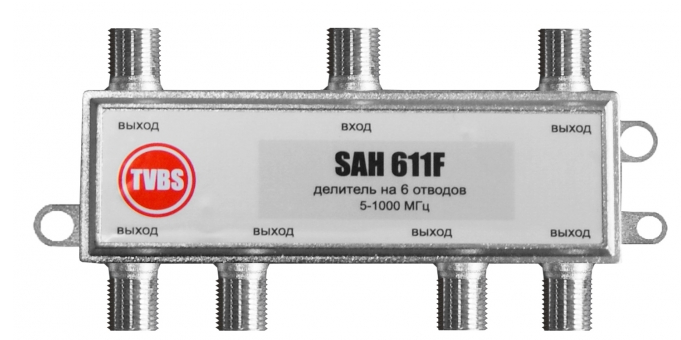 ВЫХОД ВХОД ВЫХОД
TVBS
SAH 611F
делитель на 6 отводов
5-1000 МГц
ВЫХОД ВЫХОД ВЫХОД ВЫХОД